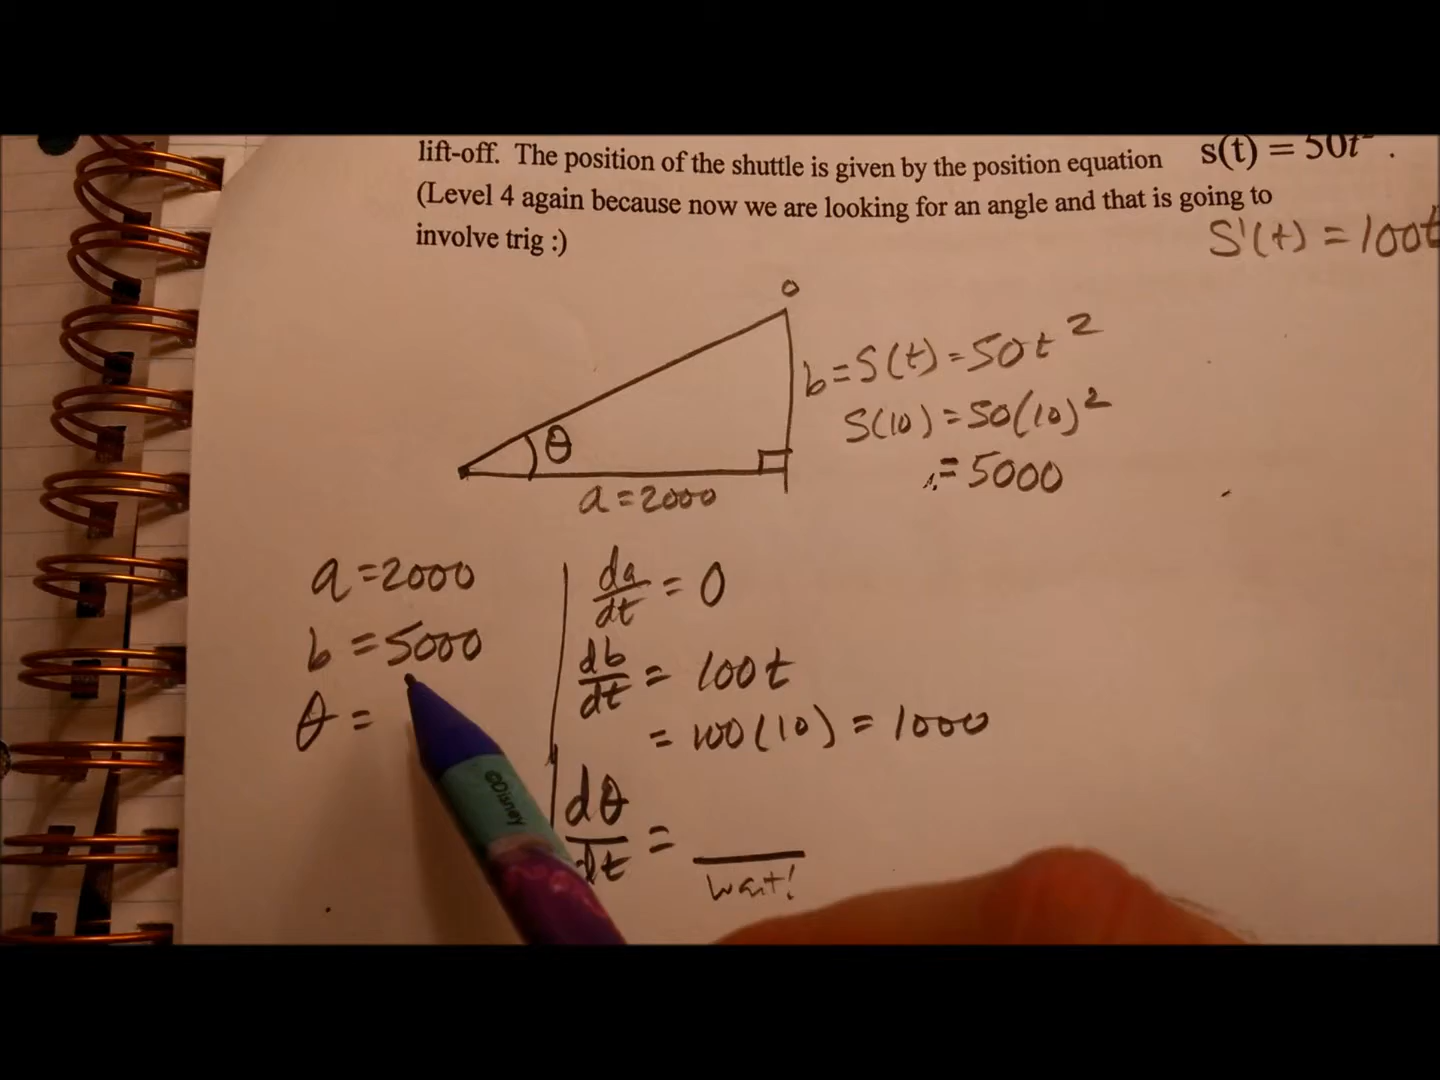 lift-off. The position of the shuttle is given by the position equation s(t) = 50t² .
(Level 4 again because now we are looking for an angle and that is going to
involve trig :)
S'(t) = 100t
b = S(t) = 50t²
S(10) = 50(10)²
= 5000
θ
a = 2000
a = 2000
b = 5000
θ =
da/dt = 0
db/dt = 100t
= 100(10) = 1000
dθ/dt =
wait!
©Disney